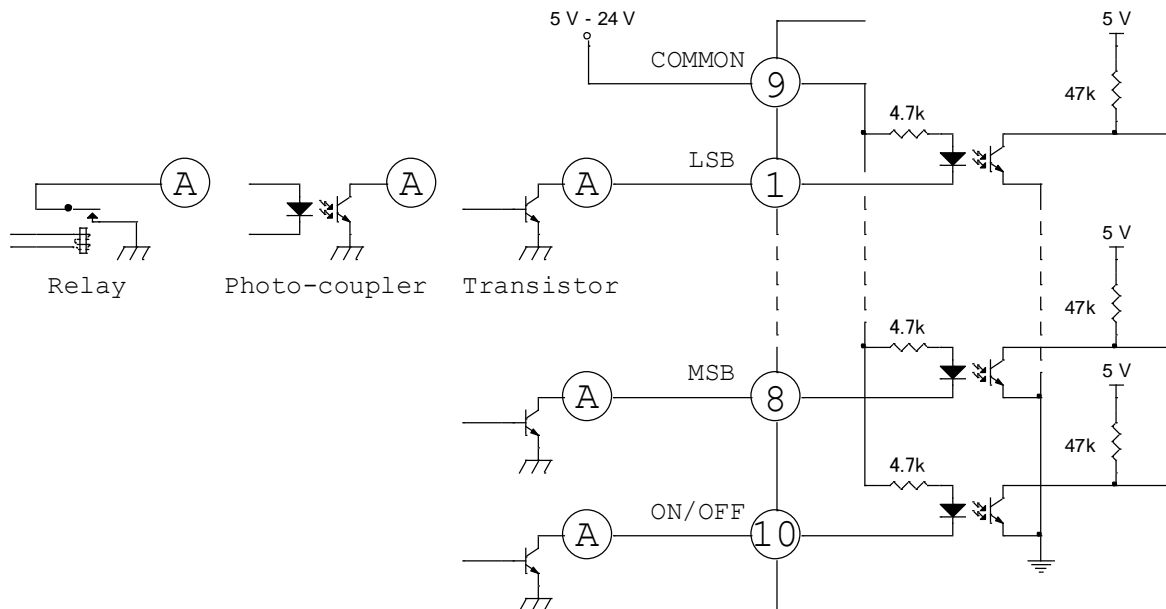 5 V - 24 V
5 V
COMMON
9
4.7k
47k
LSB
A
A
A
1
5 V
Relay
Photo-coupler
Transistor
4.7k
47k
MSB
A
8
5 V
4.7k
47k
ON/OFF
A
10